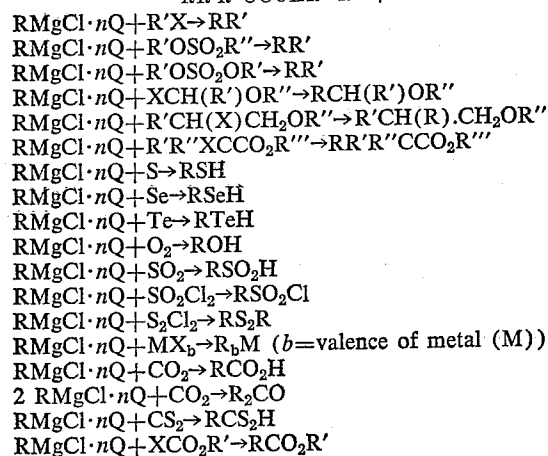 RMgCl·nQ+R'X→RR'
RMgCl·nQ+R'OSO₂R''→RR'
RMgCl·nQ+R'OSO₂OR'→RR'
RMgCl·nQ+XCH(R')OR''→RCH(R')OR''
RMgCl·nQ+R'CH(X)CH₂OR''→R'CH(R).CH₂OR''
RMgCl·nQ+R'R''XCCO₂R'''→RR'R''CCO₂R'''
RMgCl·nQ+S→RSH
RMgCl·nQ+Se→RSeH
RMgCl·nQ+Te→RTeH
RMgCl·nQ+O₂→ROH
RMgCl·nQ+SO₂→RSO₂H
RMgCl·nQ+SO₂Cl₂→RSO₂Cl
RMgCl·nQ+S₂Cl₂→RS₂R
RMgCl·nQ+MX_b→R_bM (b=valence of metal (M))
RMgCl·nQ+CO₂→RCO₂H
2 RMgCl·nQ+CO₂→R₂CO
RMgCl·nQ+CS₂→RCS₂H
RMgCl·nQ+XCO₂R'→RCO₂R'